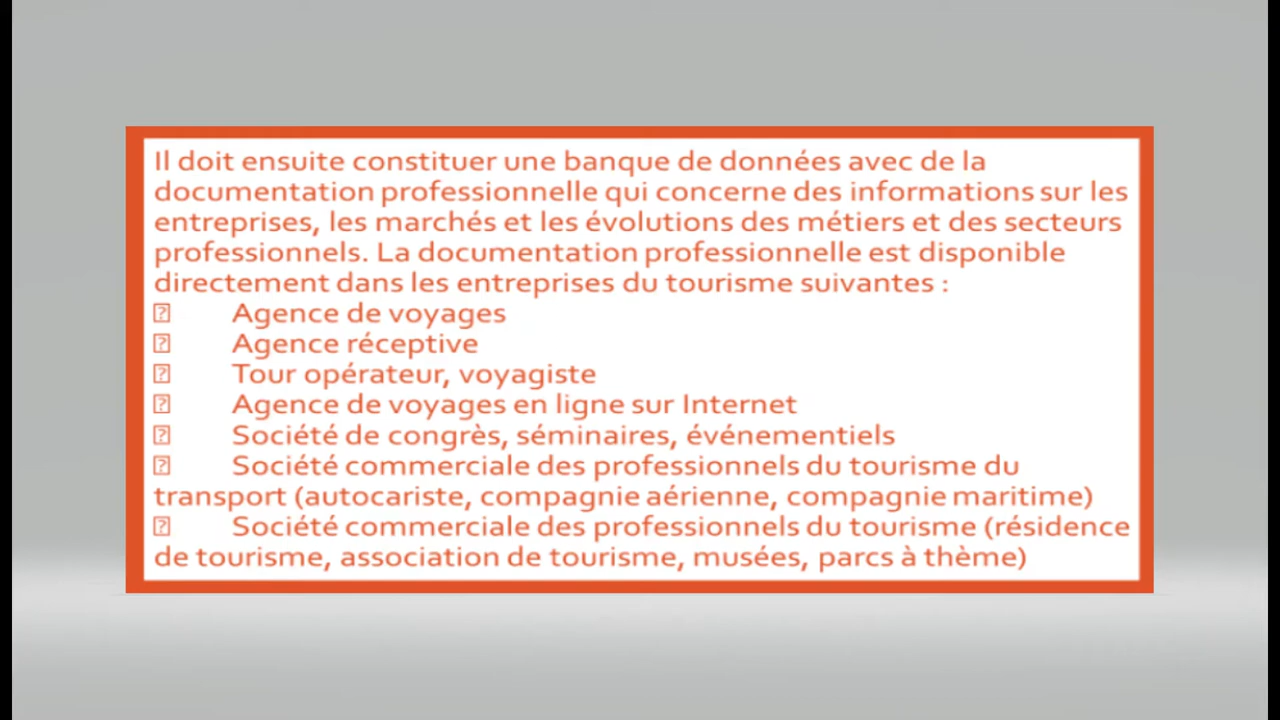 Il doit ensuite constituer une banque de données avec de la
documentation professionnelle qui concerne des informations sur les
entreprises, les marchés et les évolutions des métiers et des secteurs
professionnels. La documentation professionnelle est disponible
directement dans les entreprises du tourisme suivantes :
⍰ Agence de voyages
⍰ Agence réceptive
⍰ Tour opérateur, voyagiste
⍰ Agence de voyages en ligne sur Internet
⍰ Société de congrès, séminaires, événementiels
⍰ Société commerciale des professionnels du tourisme du
transport (autocariste, compagnie aérienne, compagnie maritime)
⍰ Société commerciale des professionnels du tourisme (résidence
de tourisme, association de tourisme, musées, parcs à thème)